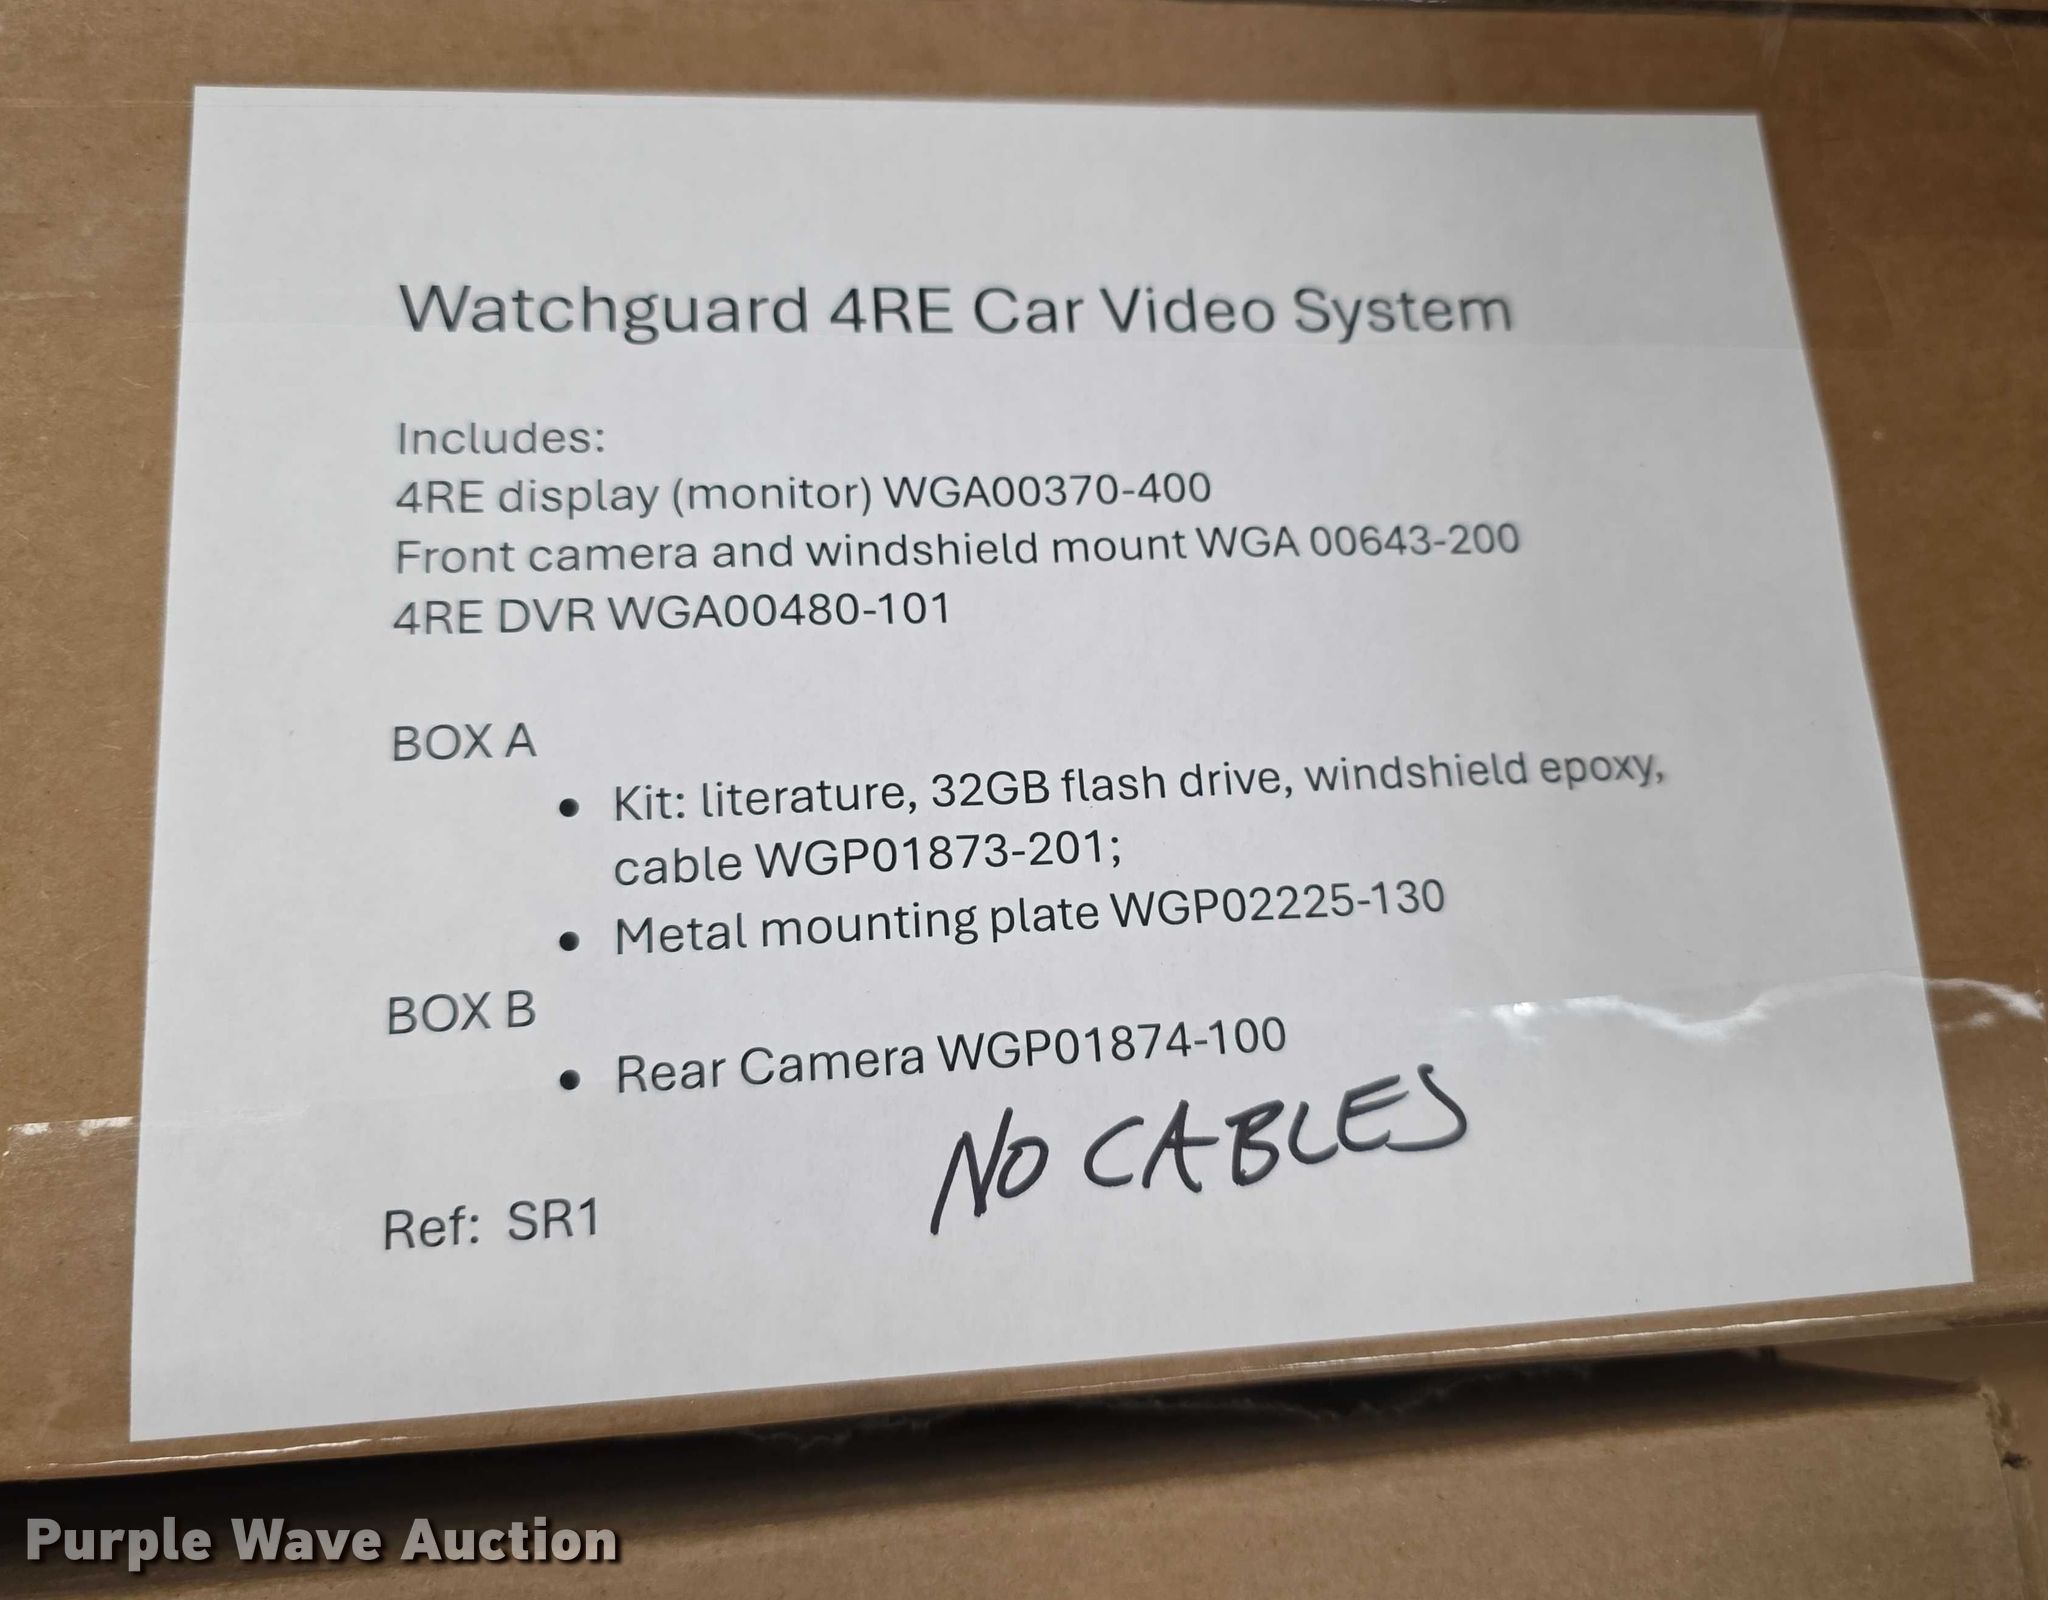 Watchguard 4RE Car Video System
Includes:
4RE display (monitor) WGA00370-400
Front camera and windshield mount WGA 00643-200
4RE DVR WGA00480-101
BOX A
• Kit: literature, 32GB flash drive, windshield epoxy,
cable WGP01873-201;
• Metal mounting plate WGP02225-130
BOX B
• Rear Camera WGP01874-100
NO CABLES
Ref: SR1
Purple Wave Auction